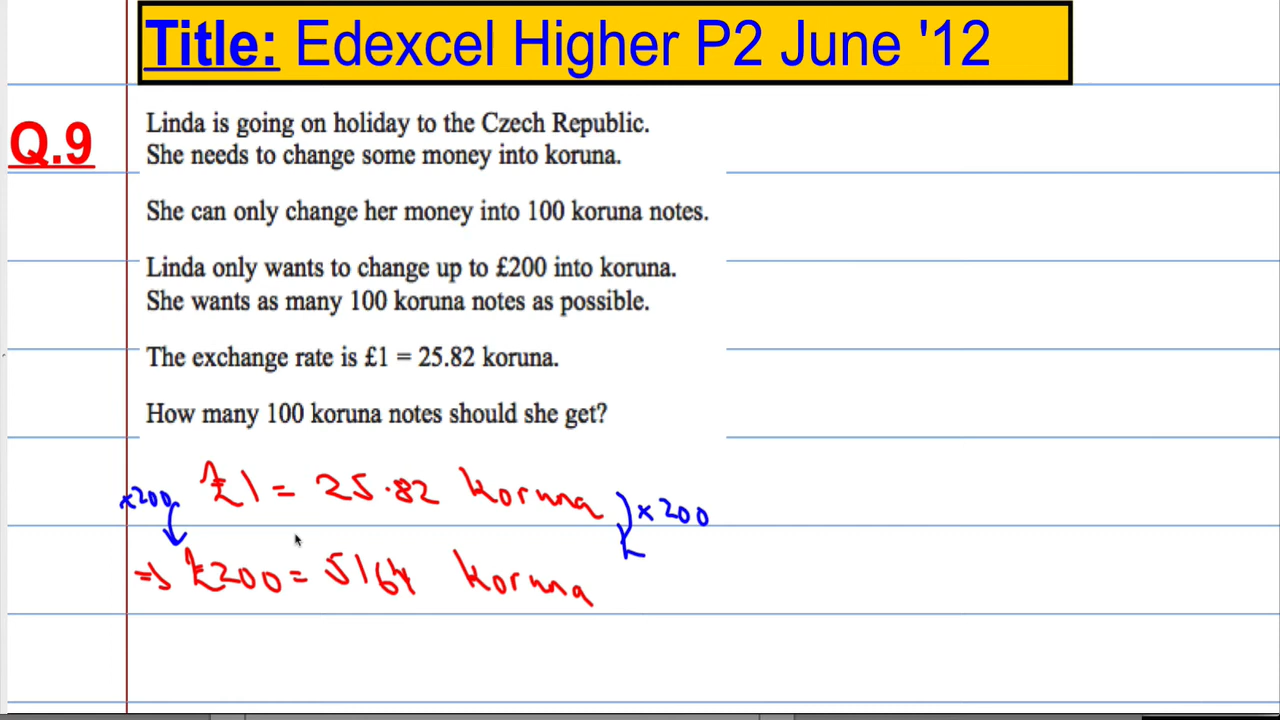 Title: Edexcel Higher P2 June '12
Q.9
Linda is going on holiday to the Czech Republic.
She needs to change some money into koruna.
She can only change her money into 100 koruna notes.
Linda only wants to change up to £200 into koruna.
She wants as many 100 koruna notes as possible.
The exchange rate is £1 = 25.82 koruna.
How many 100 koruna notes should she get?
£1 = 25.82 koruna
×200 ×200
⇒ £200 = 5164 koruna